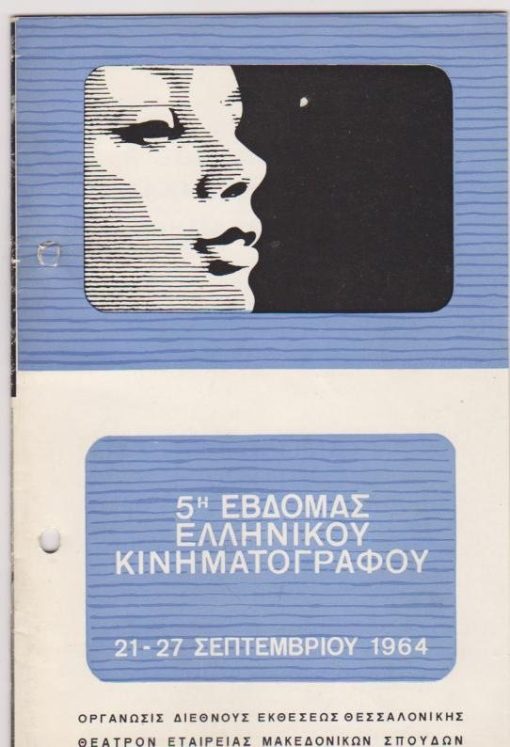 5Η ΕΒΔΟΜΑΣ
ΕΛΛΗΝΙΚΟΥ
ΚΙΝΗΜΑΤΟΓΡΑΦΟΥ
21-27 ΣΕΠΤΕΜΒΡΙΟΥ 1964
ΟΡΓΑΝΩΣΙΣ ΔΙΕΘΝΟΥΣ ΕΚΘΕΣΕΩΣ ΘΕΣΣΑΛΟΝΙΚΗΣ
ΘΕΑΤΡΟΝ ΕΤΑΙΡΕΙΑΣ ΜΑΚΕΔΟΝΙΚΩΝ ΣΠΟΥΔΩΝ